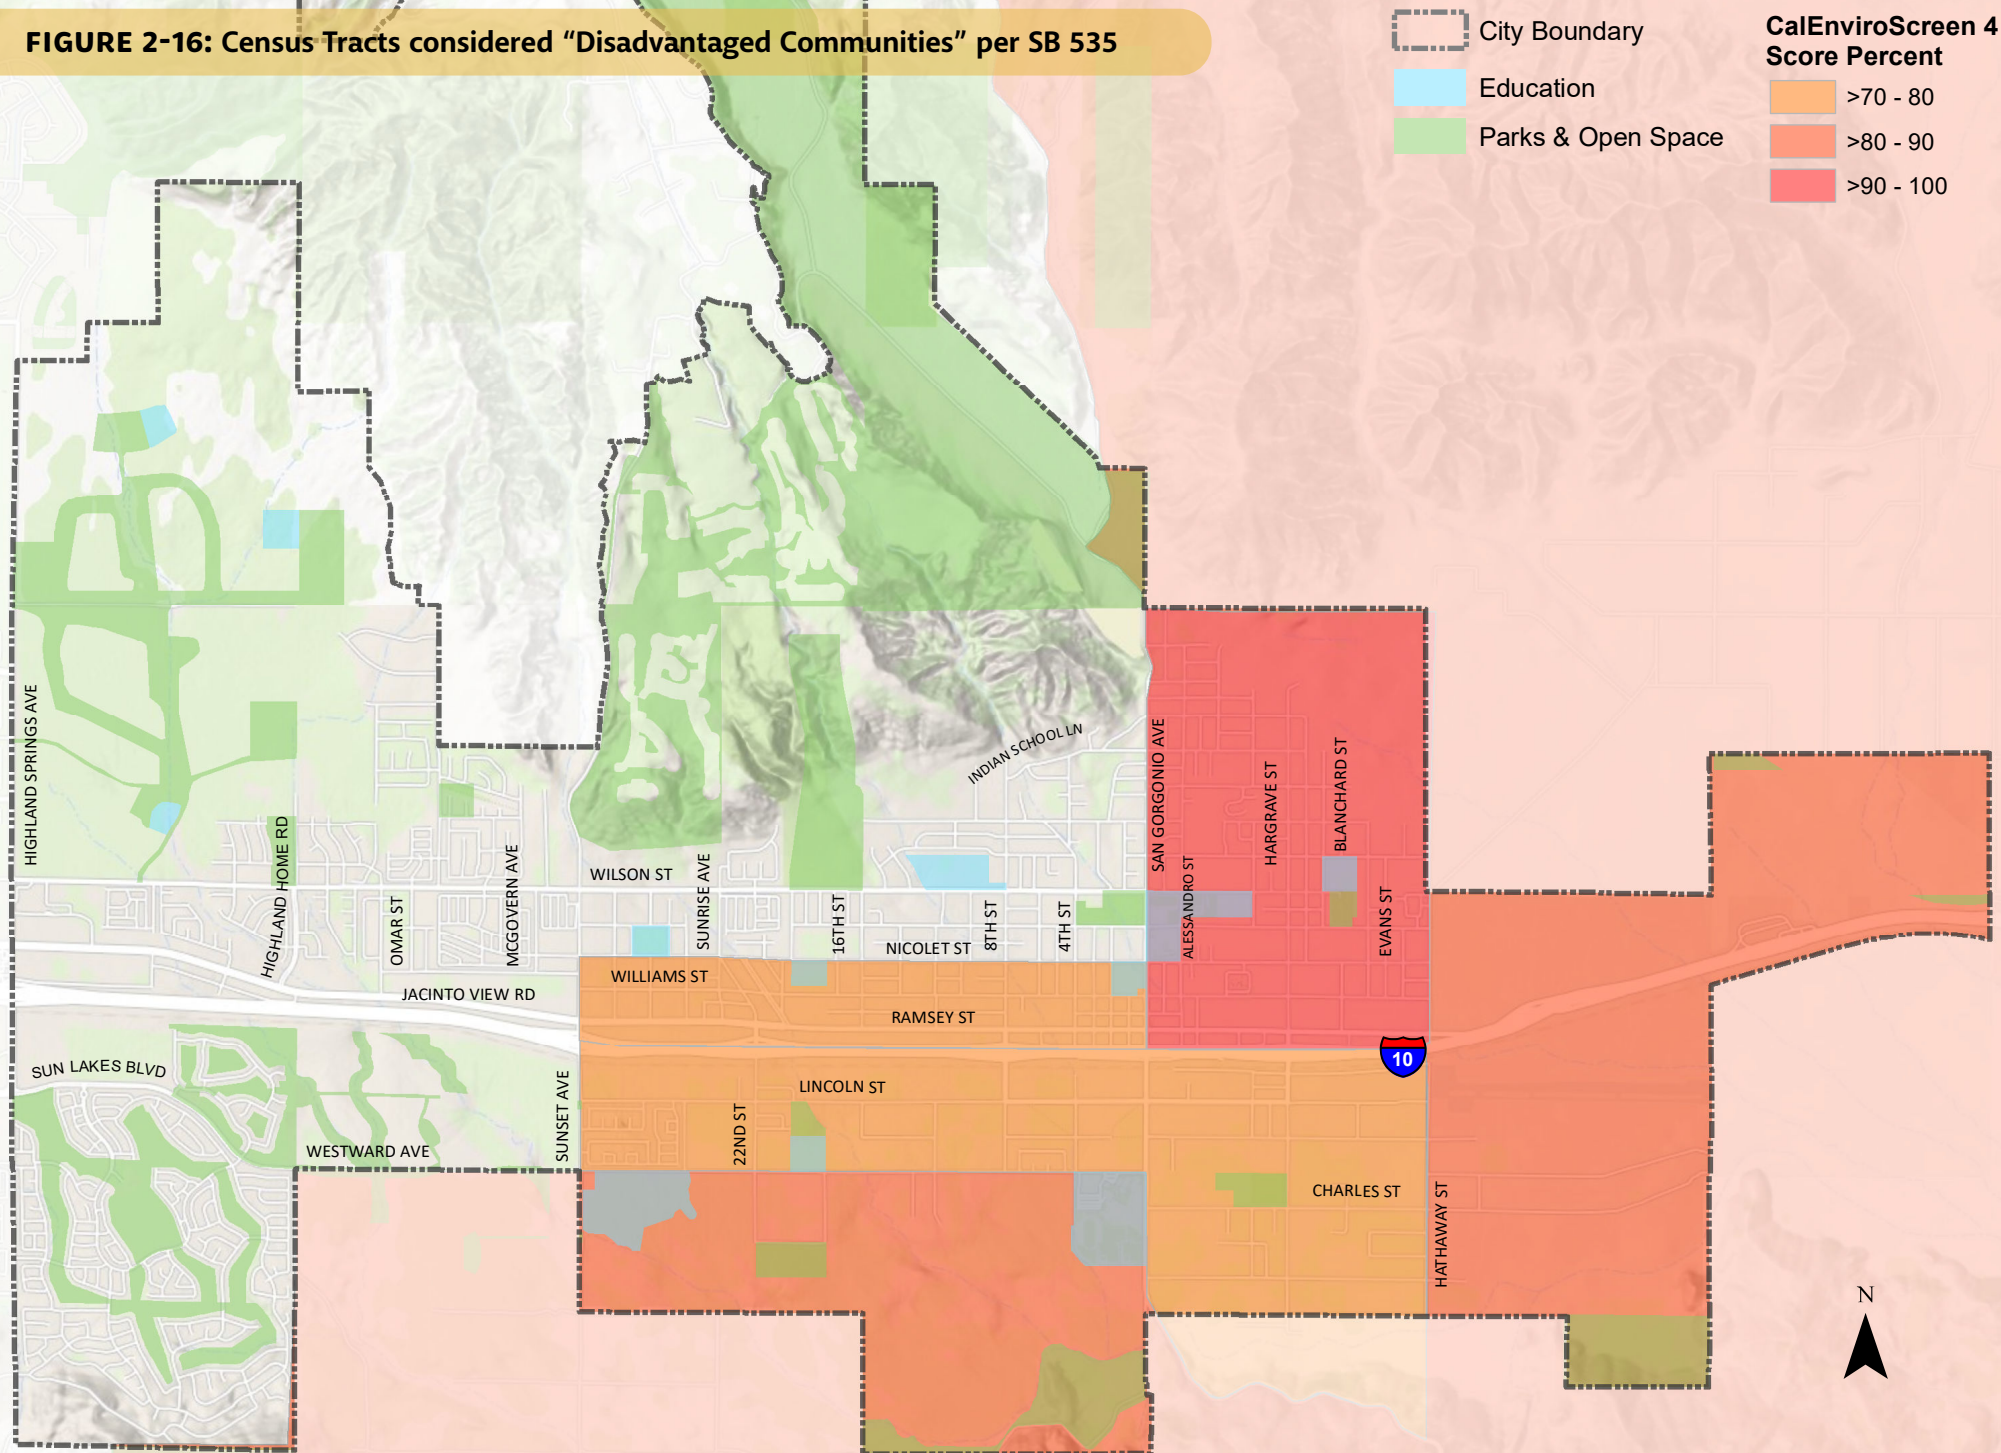 FIGURE 2-16: Census Tracts considered “Disadvantaged Communities” per SB 535
City Boundary
Education
Parks & Open Space
CalEnviroScreen 4
Score Percent
>70 - 80
>80 - 90
>90 - 100
HIGHLAND SPRINGS AVE
HIGHLAND HOME RD
OMAR ST
MCGOVERN AVE
WILSON ST
SUNRISE AVE
16TH ST
NICOLET ST
8TH ST
4TH ST
INDIAN SCHOOL LN
SAN GORGONIO AVE
ALESSANDRO ST
HARGRAVE ST
BLANCHARD ST
EVANS ST
WILLIAMS ST
JACINTO VIEW RD
RAMSEY ST
10
SUN LAKES BLVD
LINCOLN ST
SUNSET AVE
22ND ST
WESTWARD AVE
CHARLES ST
HATHAWAY ST
N